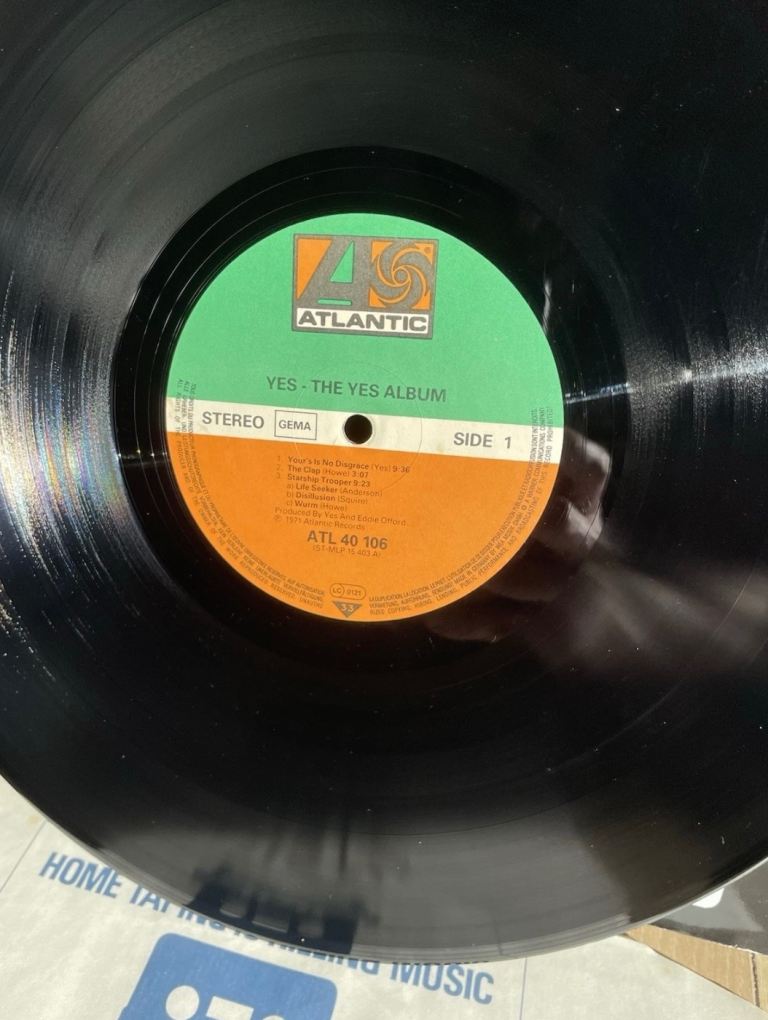 ATLANTIC
YES - THE YES ALBUM
STEREO GEMA SIDE 1
1. Your's Is No Disgrace (Yes) 9:36
2. The Clap (Howe) 3:07
3. Starship Trooper 9:23
a) Life Seeker (Anderson)
b) Disillusion (Squire)
c) Wurm (Howe)
Produced By Yes And Eddie Offord
℗ 1971 Atlantic Records
ATL 40 106
(ST-MLP 15 403 A)
LC 0121
33
HOME TAPING IS KILLING MUSIC